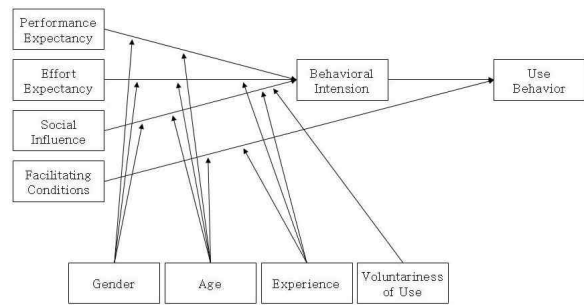 Performance
Expectancy
Effort
Expectancy
Behavioral
Intension
Use
Behavior
Social
Influence
Facilitating
Conditions
Gender
Age
Experience
Voluntariness
of Use